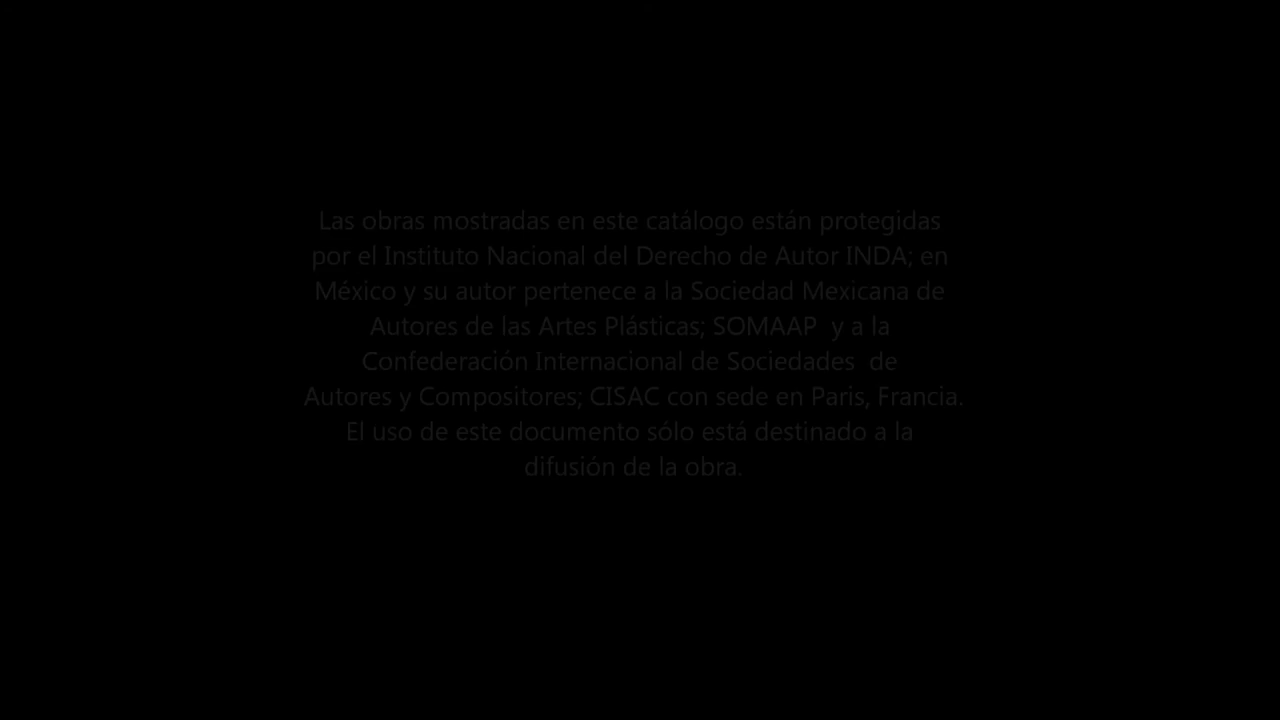 Las obras mostradas en este catálogo están protegidas
por el Instituto Nacional del Derecho de Autor INDA; en
México y su autor pertenece a la Sociedad Mexicana de
Autores de las Artes Plásticas; SOMAAP  y a la
Confederación Internacional de Sociedades  de
Autores y Compositores; CISAC con sede en Paris, Francia.
El uso de este documento sólo está destinado a la
difusión de la obra.